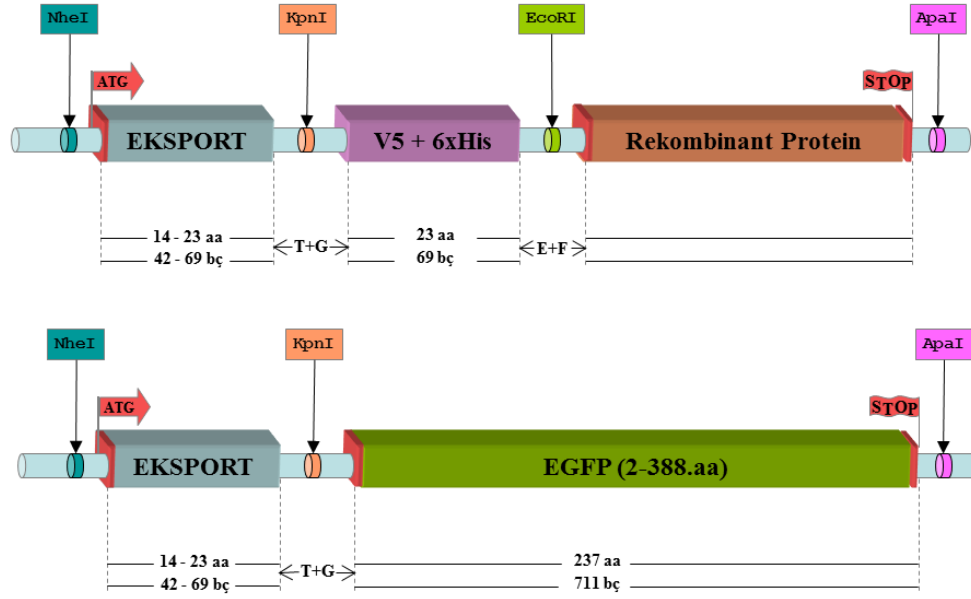 NheI KpnI EcoRI ApaI
ATG STOP
EKSPORT V5 + 6xHis Rekombinant Protein
14 - 23 aa 23 aa
T+G E+F
42 - 69 bç 69 bç
NheI KpnI ApaI
ATG STOP
EKSPORT EGFP (2-388.aa)
14 - 23 aa 237 aa
T+G
42 - 69 bç 711 bç